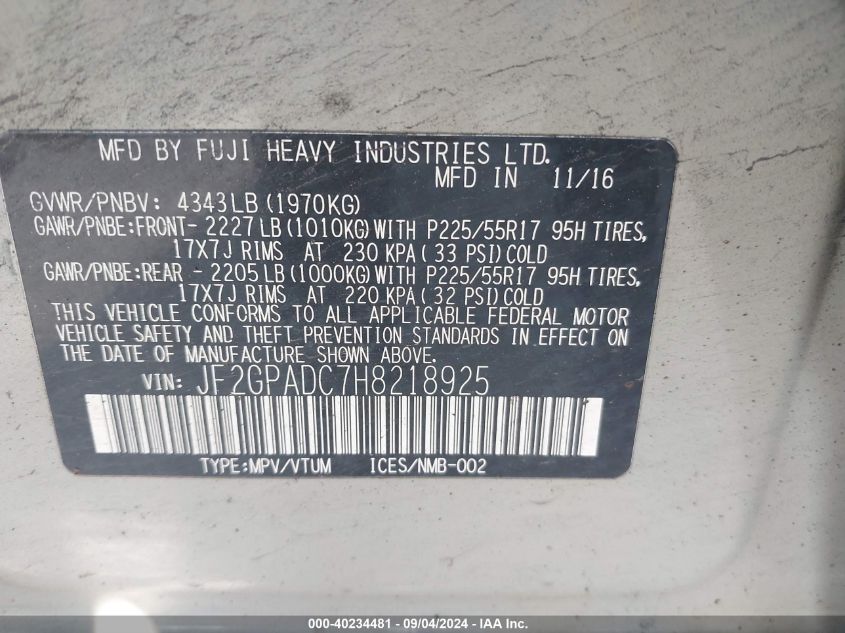 MFD BY FUJI HEAVY INDUSTRIES LTD.
MFD IN 11/16
GVWR/PNBV: 4343LB(1970KG)
GAWR/PNBE:FRONT- 2227LB(1010KG)WITH P225/55R17 95H TIRES,
17X7J RIMS AT 230 KPA( 33 PSI)COLD
GAWR/PNBE:REAR - 2205LB(1000KG)WITH P225/55R17 95H TIRES,
17X7J RIMS AT 220 KPA( 32 PSI)COLD
THIS VEHICLE CONFORMS TO ALL APPLICABLE FEDERAL MOTOR
VEHICLE SAFETY AND THEFT PREVENTION STANDARDS IN EFFECT ON
THE DATE OF MANUFACTURE SHOWN ABOVE.
VIN: JF2GPADC7H8218925
TYPE:MPV/VTUM ICES/NMB-002
000-40234481 - 09/04/2024 - IAA Inc.